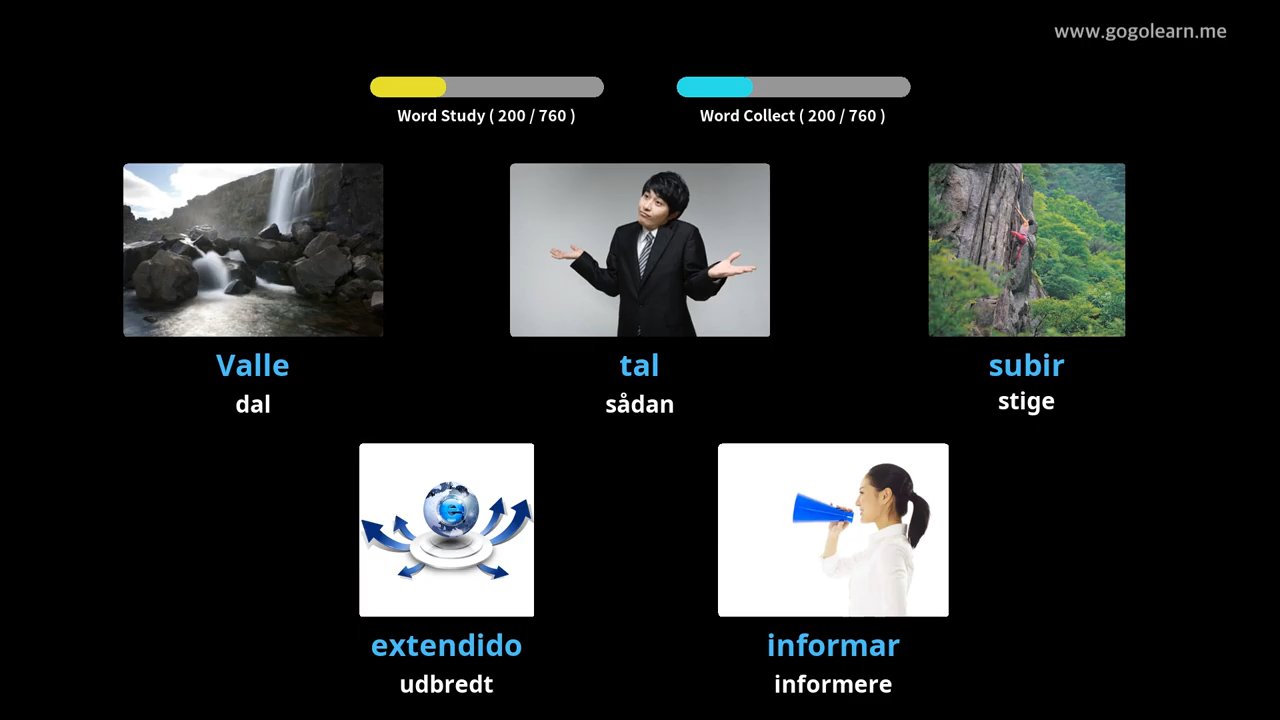 www.gogolearn.me
Word Study ( 200 / 760 )
Word Collect ( 200 / 760 )
Valle
dal
tal
sådan
subir
stige
e
extendido
udbredt
informar
informere